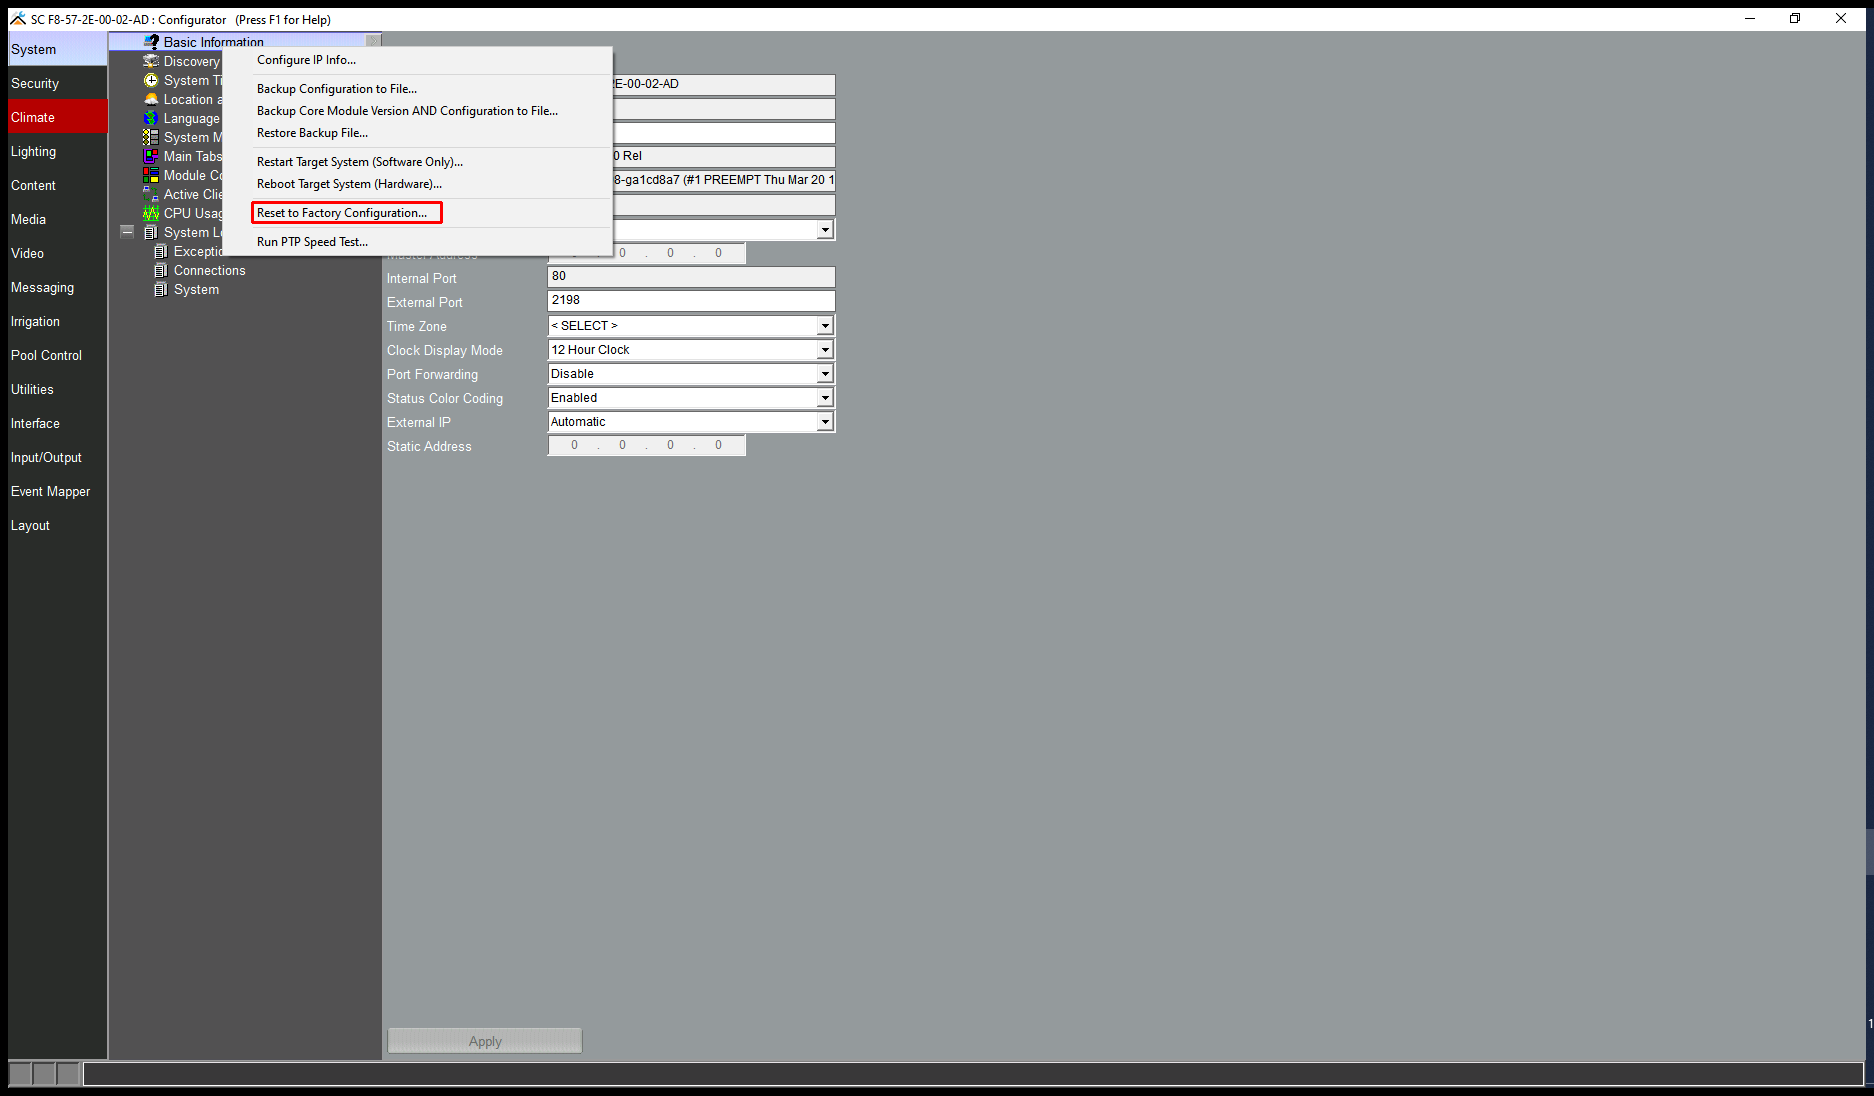 SC F8-57-2E-00-02-AD : Configurator   (Press F1 for Help)
System
Security
Climate
Lighting
Content
Media
Video
Messaging
Irrigation
Pool Control
Utilities
Interface
Input/Output
Event Mapper
Layout
Basic Information
Discovery
System
Location
Language
System
Main Tabs
Module
Active
CPU
System
Connections
System
Configure IP Info...
Backup Configuration to File...
Backup Core Module Version AND Configuration to File...
Restore Backup File...
Restart Target System (Software Only)...
Reboot Target System (Hardware)...
Reset to Factory Configuration...
Run PTP Speed Test...
2E-00-02-AD
0 Rel
8-ga1cd8a7 (#1 PREEMPT Thu Mar 20 1
Master Address . 0 . 0 . 0
Internal Port 80
External Port 2198
Time Zone < SELECT >
Clock Display Mode 12 Hour Clock
Port Forwarding Disable
Status Color Coding Enabled
External IP Automatic
Static Address 0 . 0 . 0 . 0
Apply
1